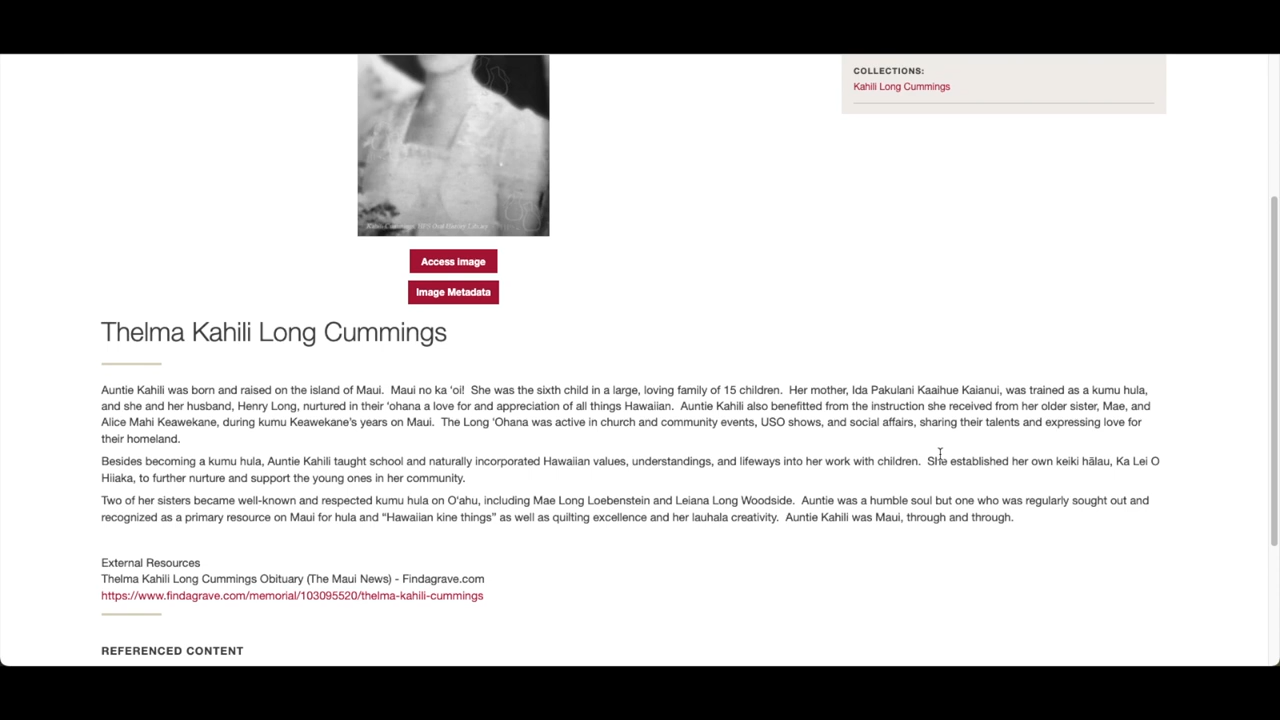 COLLECTIONS:
Kahili Long Cummings
Kahili Cummings, HPS Oral History Library
Access image
Image Metadata
Thelma Kahili Long Cummings
Auntie Kahili was born and raised on the island of Maui.  Maui no ka ‘oi!  She was the sixth child in a large, loving family of 15 children.  Her mother, Ida Pakulani Kaaihue Kaianui, was trained as a kumu hula,
and she and her husband, Henry Long, nurtured in their ‘ohana a love for and appreciation of all things Hawaiian.  Auntie Kahili also benefitted from the instruction she received from her older sister, Mae, and
Alice Mahi Keawekane, during kumu Keawekane’s years on Maui.  The Long ‘Ohana was active in church and community events, USO shows, and social affairs, sharing their talents and expressing love for
their homeland.
Besides becoming a kumu hula, Auntie Kahili taught school and naturally incorporated Hawaiian values, understandings, and lifeways into her work with children.  She established her own keiki hālau, Ka Lei O
Hiiaka, to further nurture and support the young ones in her community.
Two of her sisters became well-known and respected kumu hula on O‘ahu, including Mae Long Loebenstein and Leiana Long Woodside.  Auntie was a humble soul but one who was regularly sought out and
recognized as a primary resource on Maui for hula and “Hawaiian kine things” as well as quilting excellence and her lauhala creativity.  Auntie Kahili was Maui, through and through.
External Resources
Thelma Kahili Long Cummings Obituary (The Maui News) - Findagrave.com
https://www.findagrave.com/memorial/103095520/thelma-kahili-cummings
REFERENCED CONTENT